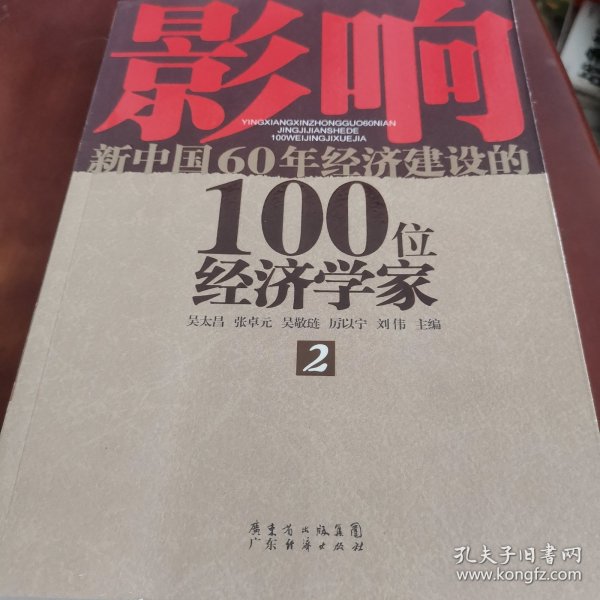 影响
YINGXIANGXINZHONGGUO60NIAN
JINGJIJIANSHEDE
100WEIJINGJIXUEJIA
新中国60年经济建设的
100位
经济学家
吴太昌 张卓元 吴敬琏 厉以宁 刘伟 主编
2
廣東省出版集團
广东经济出版社
孔夫子旧书网
www.kongfz.com